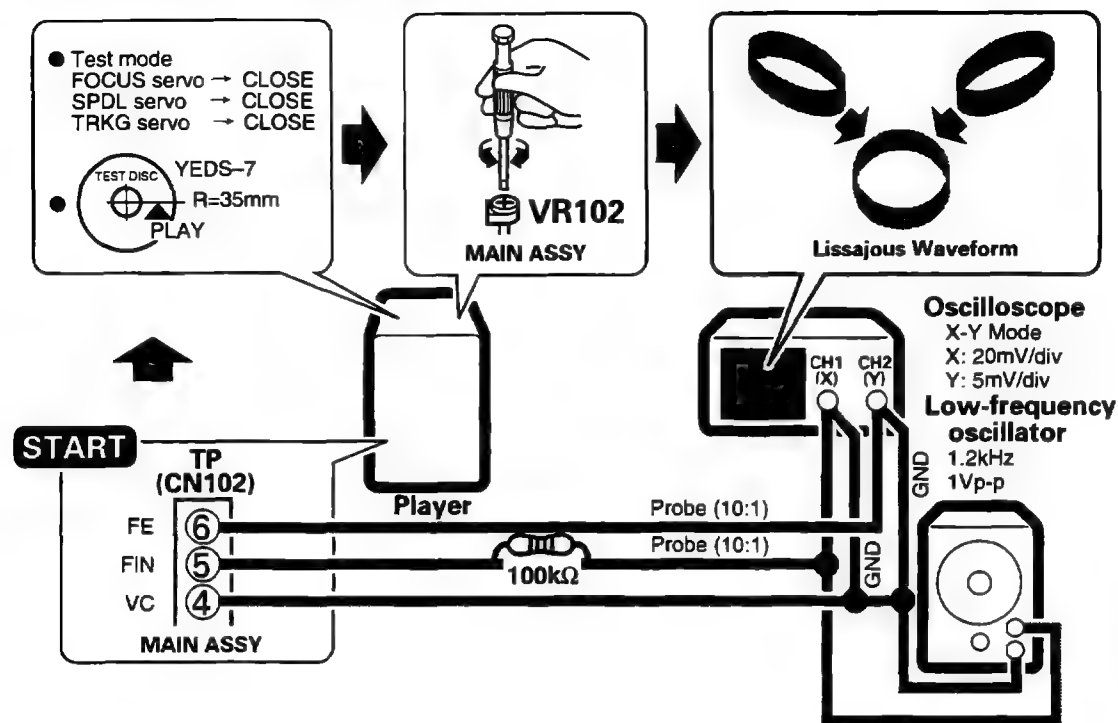 ● Test mode
FOCUS servo → CLOSE
SPDL servo → CLOSE
TRKG servo → CLOSE
TEST DISC
YEDS-7
R=35mm
PLAY
VR102
MAIN ASSY
Lissajous Waveform
Oscilloscope
X-Y Mode
X: 20mV/div
Y: 5mV/div
CH1
(X)
CH2
(Y)
Low-frequency
oscillator
1.2kHz
1Vp-p
GND
GND
START
TP
(CN102)
Player
FE
⑥
Probe (10:1)
FIN
⑤
Probe (10:1)
100kΩ
VC
④
MAIN ASSY